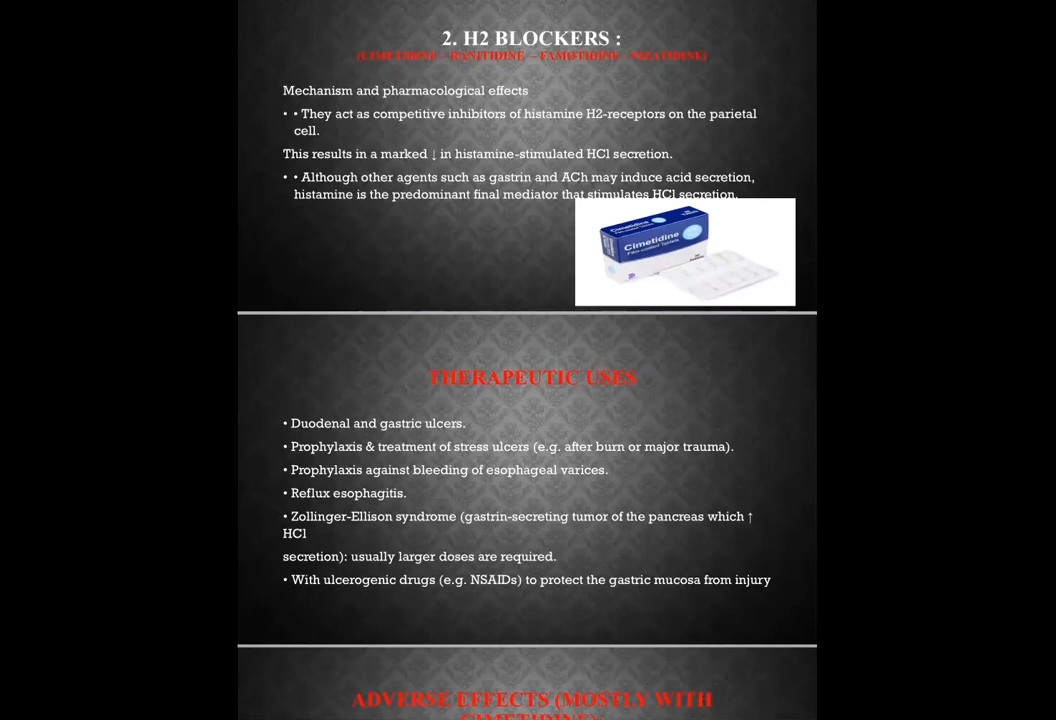 2. H2 BLOCKERS :
(CIMETIDINE – RANITIDINE – FAMOTIDINE - NIZATIDINE)
Mechanism and pharmacological effects
• • They act as competitive inhibitors of histamine H2-receptors on the parietal
cell.
This results in a marked ↓ in histamine-stimulated HCl secretion.
• • Although other agents such as gastrin and ACh may induce acid secretion,
histamine is the predominant final mediator that stimulates HCl secretion.
Cimetidine
Cimetidine
Film-coated Tablets
THERAPEUTIC USES
• Duodenal and gastric ulcers.
• Prophylaxis & treatment of stress ulcers (e.g. after burn or major trauma).
• Prophylaxis against bleeding of esophageal varices.
• Reflux esophagitis.
• Zollinger-Ellison syndrome (gastrin-secreting tumor of the pancreas which ↑
HCl
secretion): usually larger doses are required.
• With ulcerogenic drugs (e.g. NSAIDs) to protect the gastric mucosa from injury
ADVERSE EFFECTS (MOSTLY WITH
CIMETIDINE):